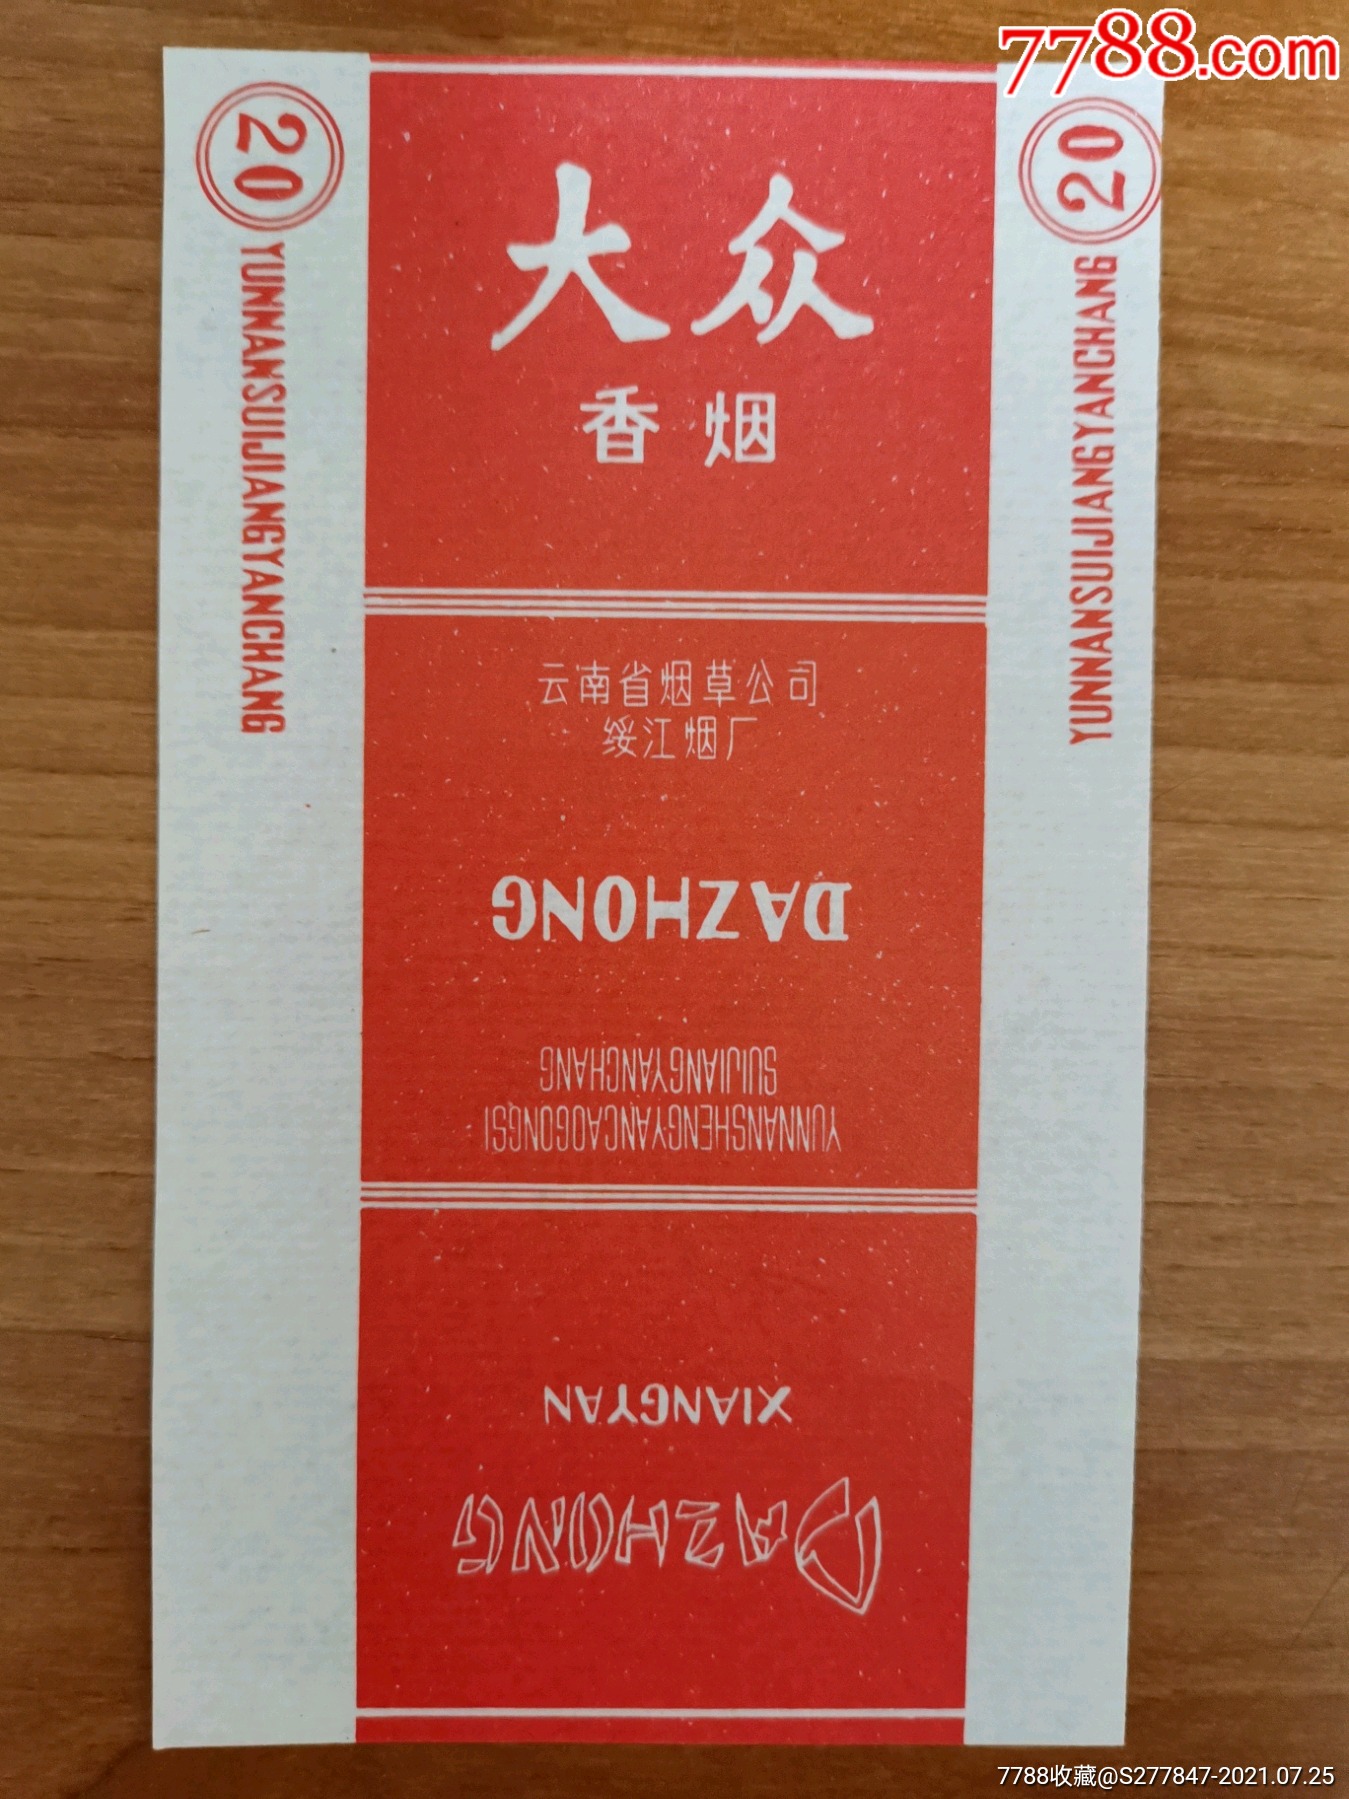 7788.com
20 YUNNANSUIJIANGYANCHANG
20 YUNNANSUIJIANGYANCHANG
大众
香烟
云南省烟草公司
绥江烟厂
DAZHONG
YUNNANSHENGYANCAOGONGSI
SUIJIANGYANCHANG
DAZHONG
XIANGYAN
7788收藏@S277847-2021.07.25